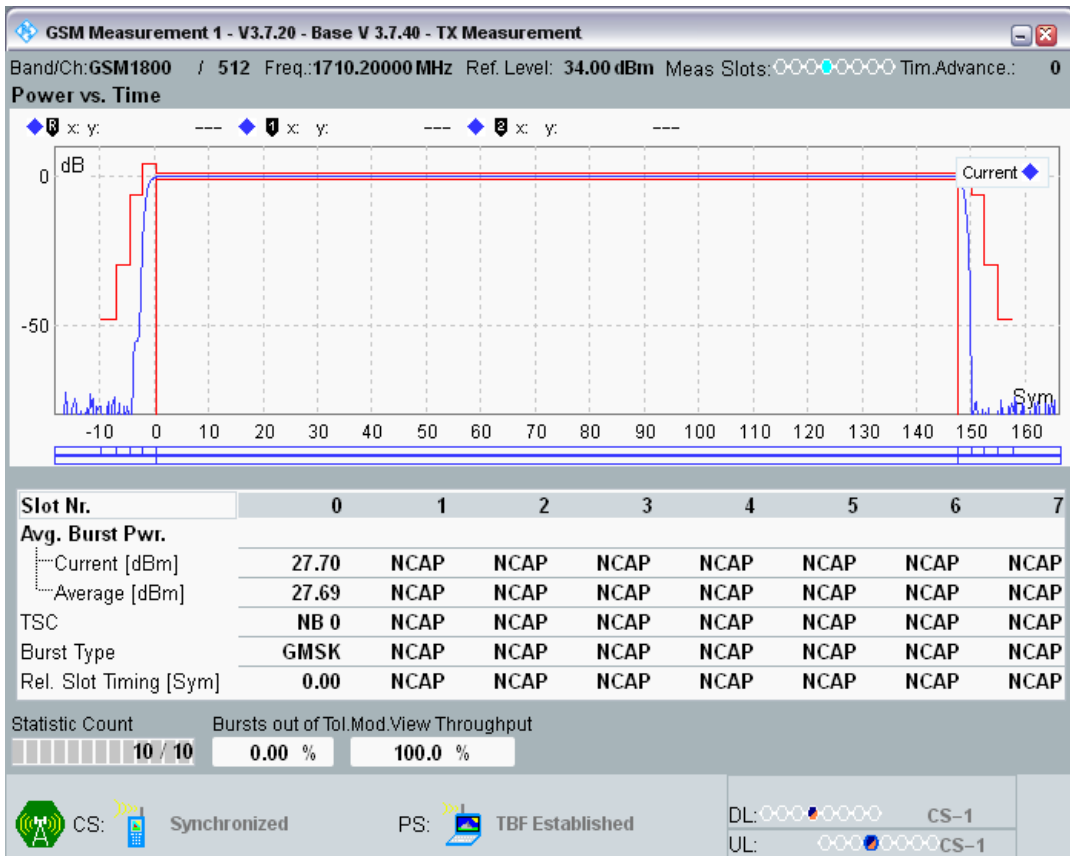 GSM Measurement 1 - V3.7.20 - Base V 3.7.40 - TX Measurement
Band/Ch:GSM1800 / 512 Freq.:1710.20000 MHz Ref. Level: 34.00 dBm Meas Slots: Tim.Advance.: 0
Power vs. Time
R x: y: --- 1 x: y: --- 2 x: y: ---
dB
Current
0
-50
Sym
-10 0 10 20 30 40 50 60 70 80 90 100 110 120 130 140 150 160
Slot Nr. 0 1 2 3 4 5 6 7
Avg. Burst Pwr.
Current [dBm] 27.70 NCAP NCAP NCAP NCAP NCAP NCAP NCAP
Average [dBm] 27.69 NCAP NCAP NCAP NCAP NCAP NCAP NCAP
TSC NB 0 NCAP NCAP NCAP NCAP NCAP NCAP NCAP
Burst Type GMSK NCAP NCAP NCAP NCAP NCAP NCAP NCAP
Rel. Slot Timing [Sym] 0.00 NCAP NCAP NCAP NCAP NCAP NCAP NCAP
Statistic Count Bursts out of Tol.Mod.View Throughput
10 / 10 0.00 % 100.0 %
CS: Synchronized PS: TBF Established
DL: CS-1
UL: CS-1